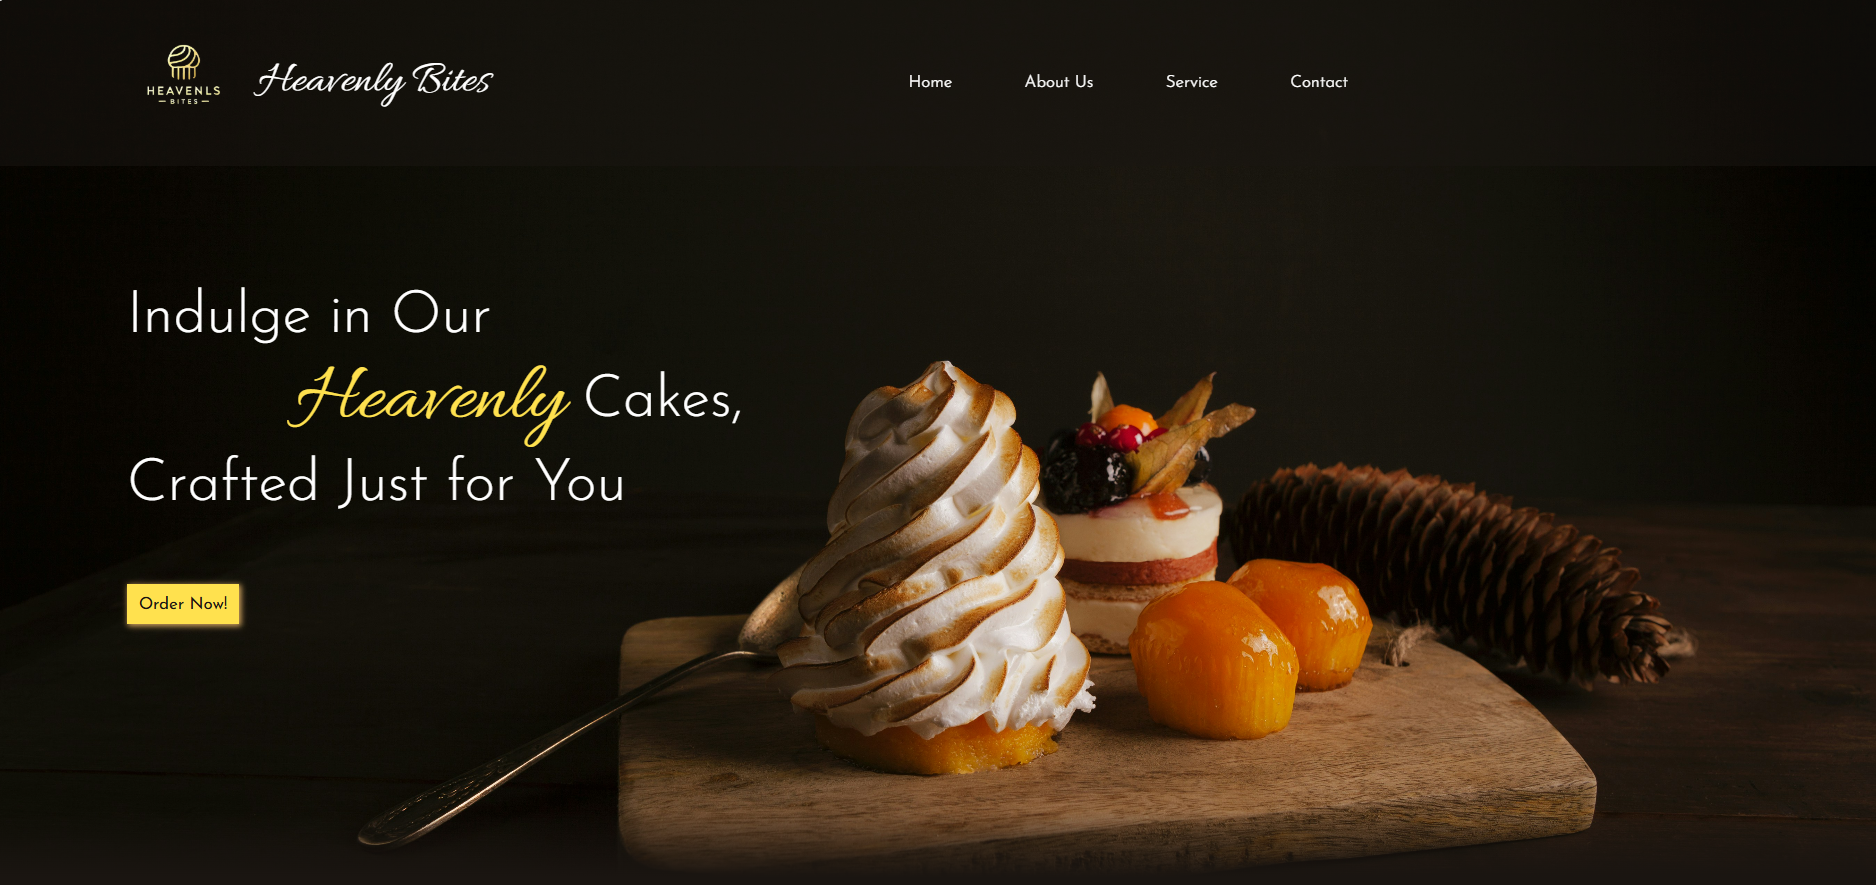 HEAVENLS
BITES
Heavenly Bites
Home
About Us
Service
Contact
Indulge in Our
Heavenly Cakes,
Crafted Just for You
Order Now!